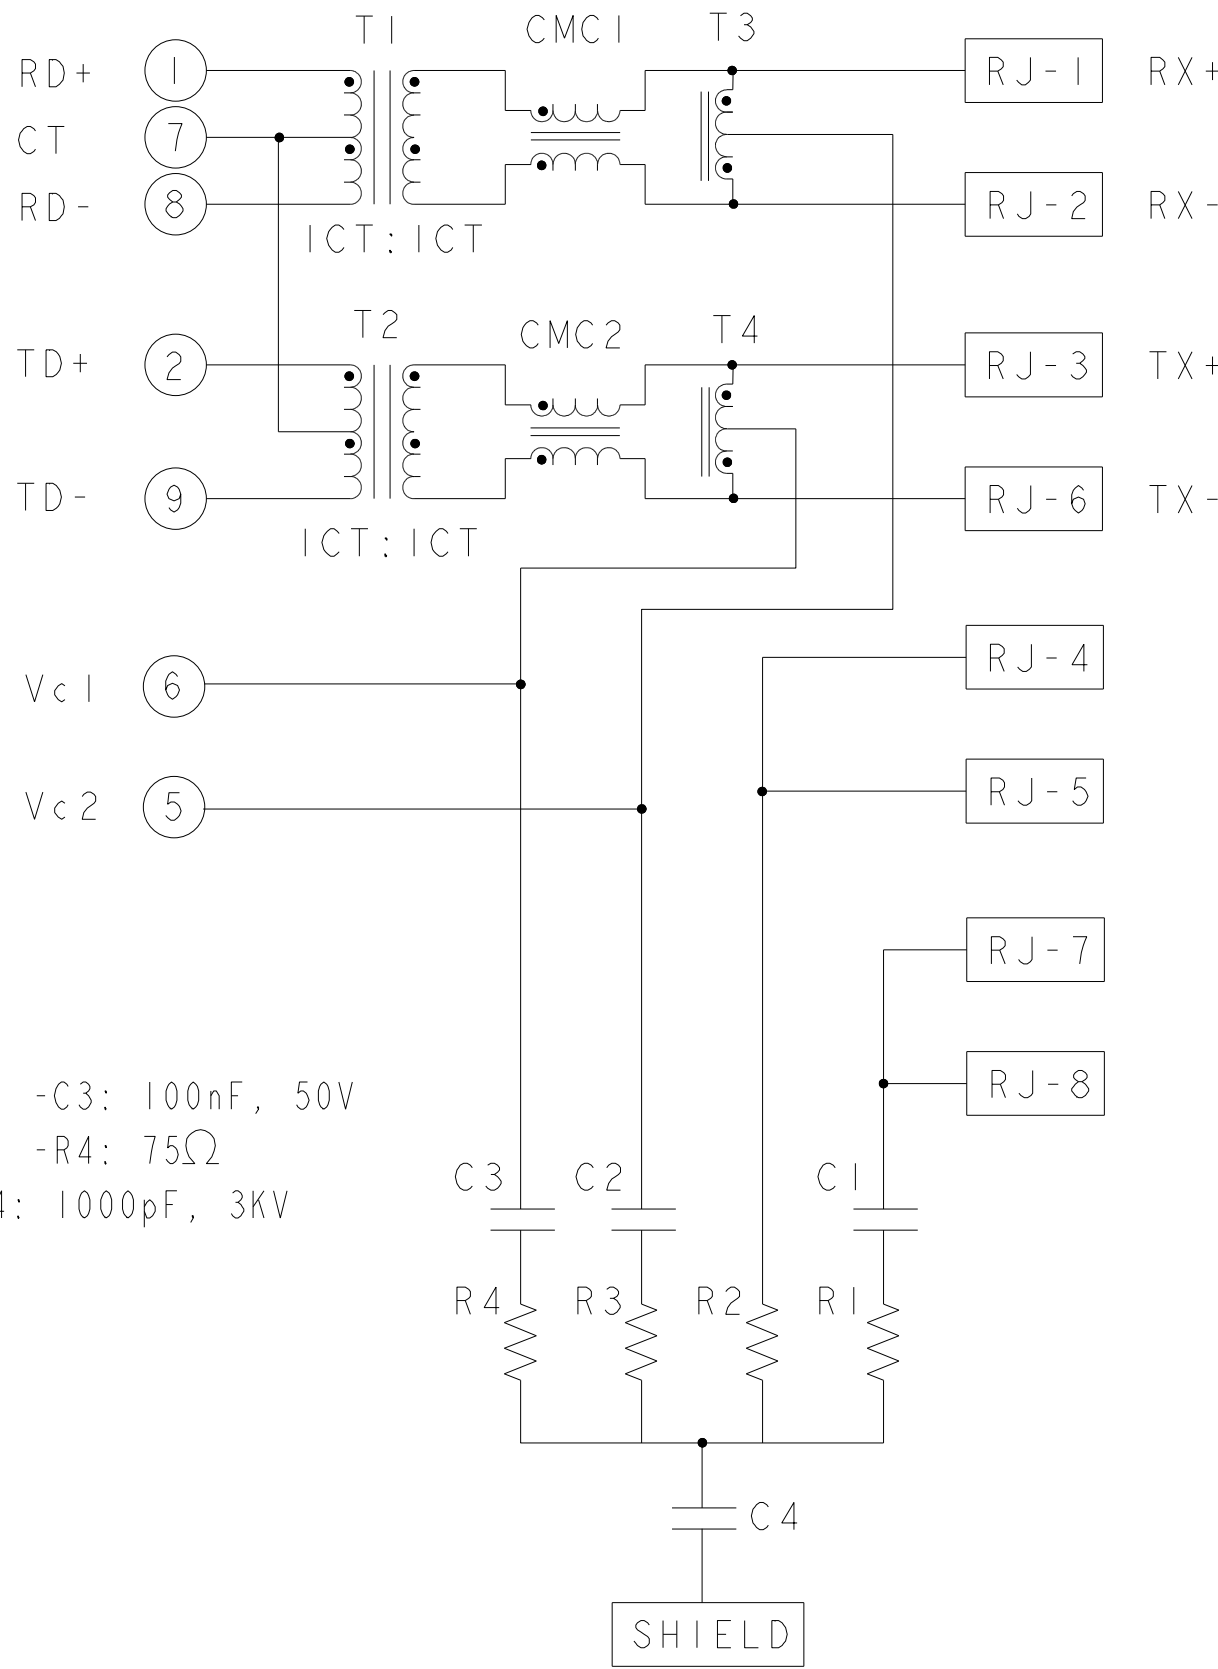 T1 CMC1 T3
RD+ 1 RJ-1 RX+
CT 7
RD- 8 RJ-2 RX-
1CT:1CT
T2 CMC2 T4
TD+ 2 RJ-3 TX+
TD- 9 RJ-6 TX-
1CT:1CT
Vc1 6 RJ-4
Vc2 5 RJ-5
RJ-7
RJ-8
-C3: 100nF, 50V
-R4: 75Ω
4: 1000pF, 3KV
C3 C2 C1
R4 R3 R2 R1
C4
SHIELD